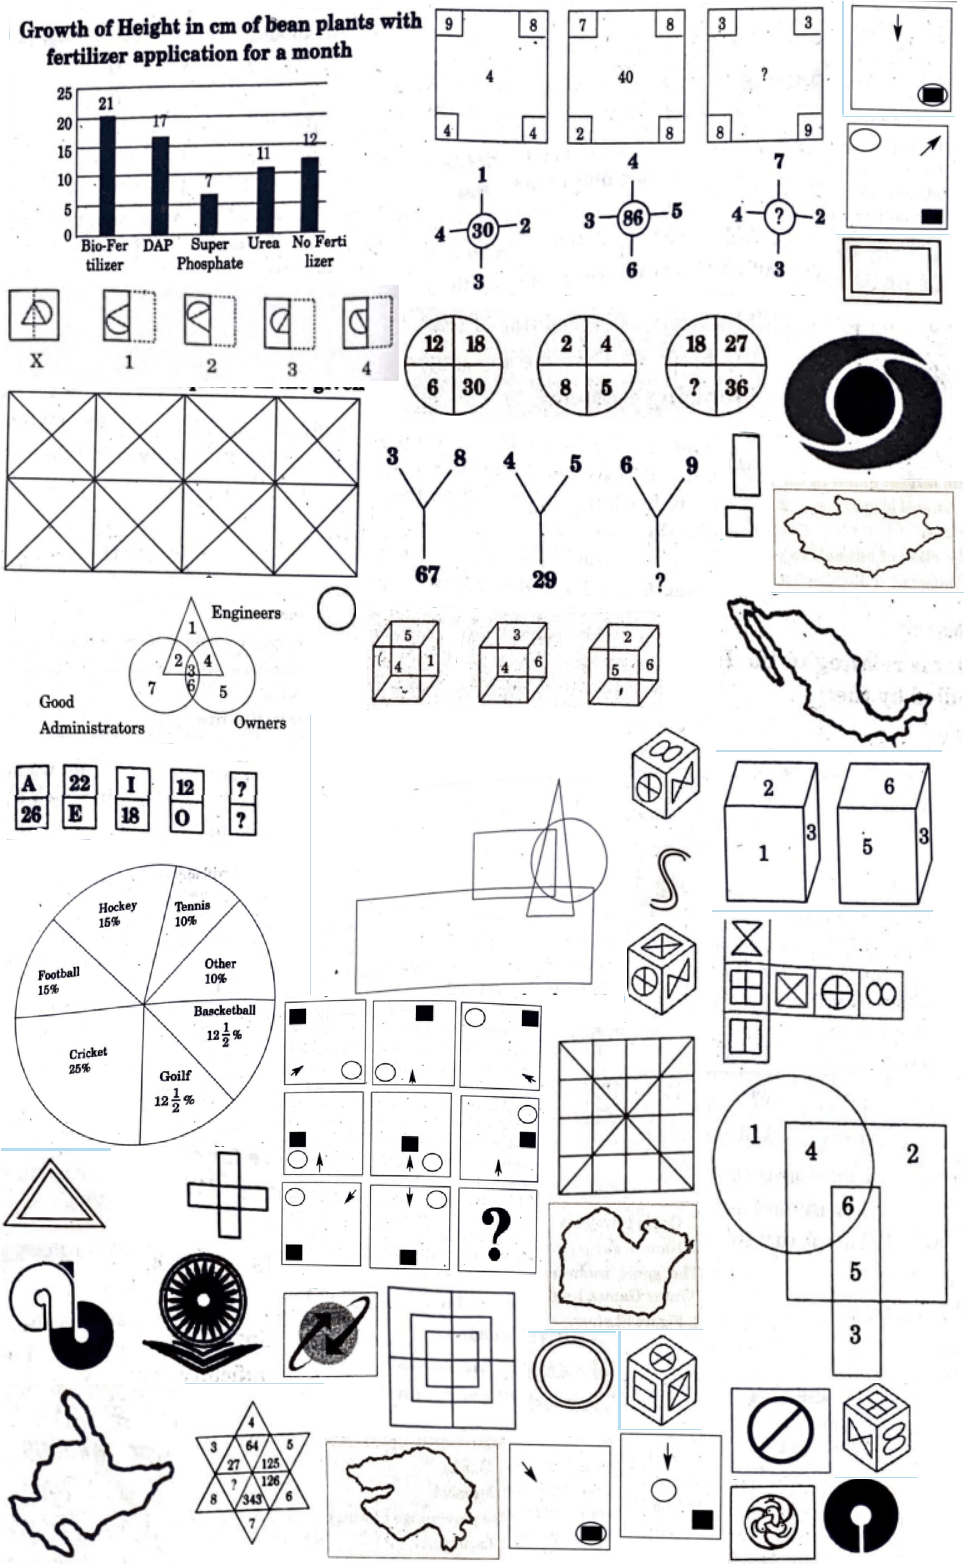 Growth of Height in cm of bean plants with
fertilizer application for a month
25
20
15
10
5
0
21
17
7
11
12
Bio-Fer
tilizer
DAP
Super
Phosphate
Urea
No Ferti
lizer
9 8
4
4 4
7 8
40
2 8
3 3
?
8 9
1
4 30 2
3
4
3 86 5
6
7
4 ? 2
3
X 1 2 3 4
12 18
6 30
2 4
8 5
18 27
? 36
3 8
67
4 5
29
6 9
?
Engineers
1
2 4
3
7 6 5
Good
Administrators
Owners
5
4 1
3
4 6
2
5 6
A 22 I 12 ?
26 E 18 O ?
2
1 3
6
5 3
Hockey
15%
Tennis
10%
Other
10%
Football
15%
Bascketball
12 1/2 %
Cricket
25%
Goilf
12 1/2 %
?
1
4 2
6
5
3
4
3 64 5
27 125
? 126
8 343 6
7